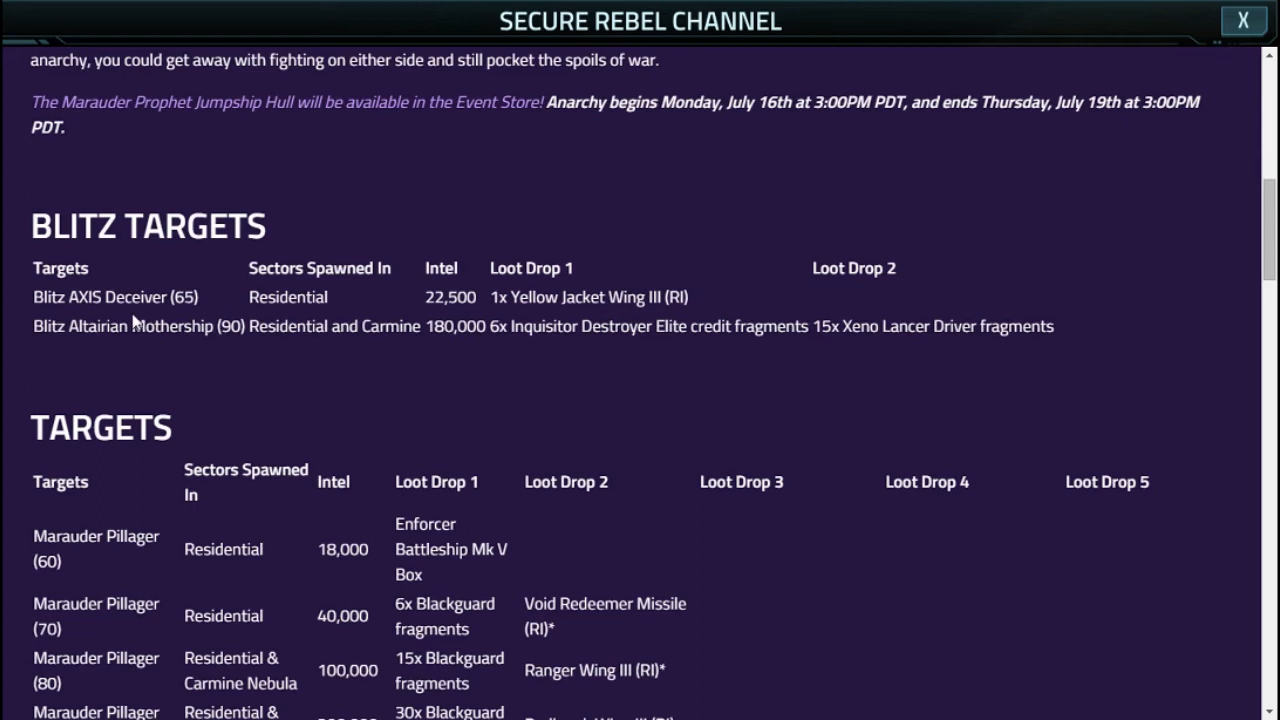 SECURE REBEL CHANNEL
X
anarchy, you could get away with fighting on either side and still pocket the spoils of war.
The Marauder Prophet Jumpship Hull will be available in the Event Store! Anarchy begins Monday, July 16th at 3:00PM PDT, and ends Thursday, July 19th at 3:00PM
PDT.
BLITZ TARGETS
Targets Sectors Spawned In Intel Loot Drop 1 Loot Drop 2
Blitz AXIS Deceiver (65) Residential 22,500 1x Yellow Jacket Wing III (RI)
Blitz Altairian Mothership (90) Residential and Carmine 180,000 6x Inquisitor Destroyer Elite credit fragments 15x Xeno Lancer Driver fragments
TARGETS
Targets Sectors Spawned In Intel Loot Drop 1 Loot Drop 2 Loot Drop 3 Loot Drop 4 Loot Drop 5
Marauder Pillager (60) Residential 18,000 Enforcer Battleship Mk V Box
Marauder Pillager (70) Residential 40,000 6x Blackguard fragments Void Redeemer Missile (RI)*
Marauder Pillager (80) Residential & Carmine Nebula 100,000 15x Blackguard fragments Ranger Wing III (RI)*
Marauder Pillager Residential & 30x Blackguard